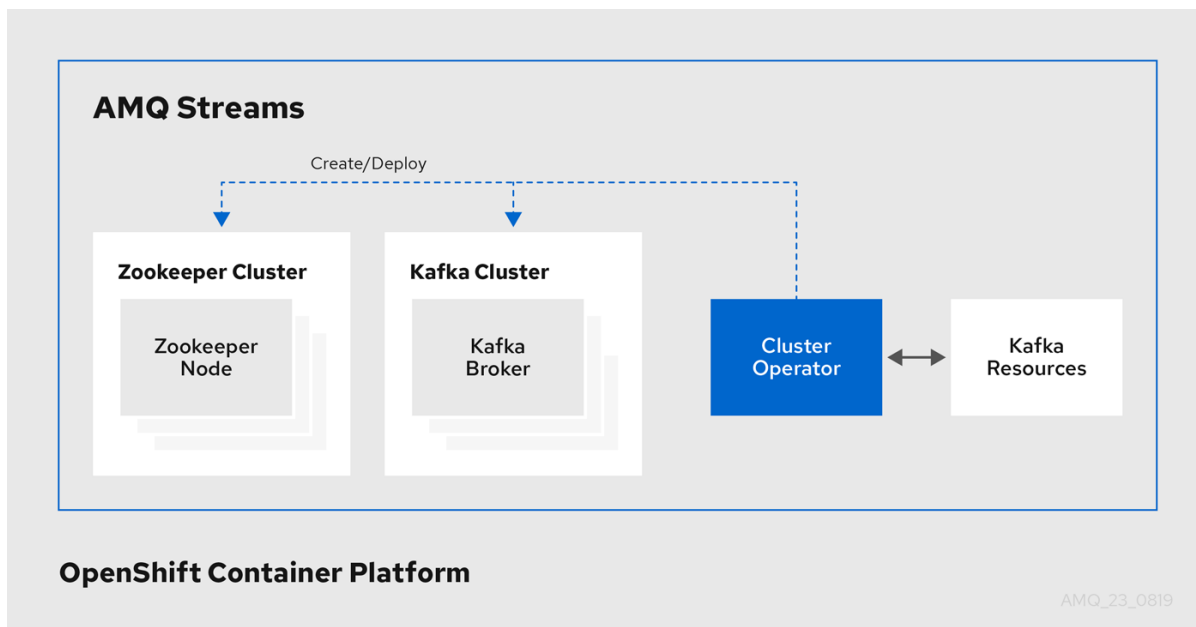 AMQ Streams
Create/Deploy
Zookeeper Cluster
Zookeeper
Node
Kafka Cluster
Kafka
Broker
Cluster
Operator
Kafka
Resources
OpenShift Container Platform
AMQ_23_0819